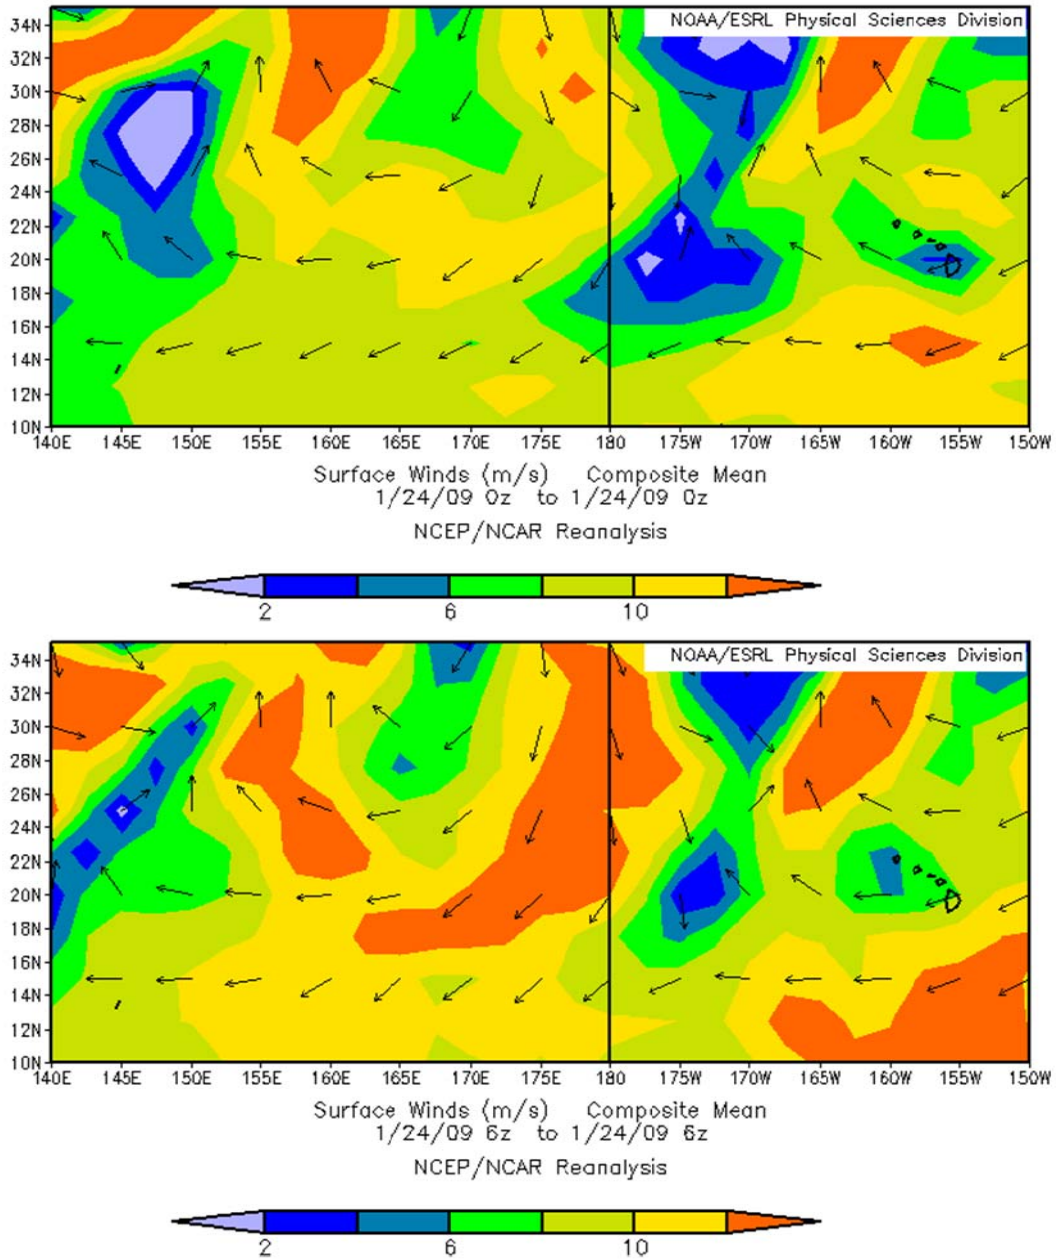 NOAA/ESRL Physical Sciences Division
34N
32N
30N
28N
26N
24N
22N
20N
18N
16N
14N
12N
10N
140E 145E 150E 155E 160E 165E 170E 175E 180 175W 170W 165W 160W 155W 150W
Surface Winds (m/s) Composite Mean
1/24/09 0z to 1/24/09 0z
NCEP/NCAR Reanalysis
2 6 10
NOAA/ESRL Physical Sciences Division
34N
32N
30N
28N
26N
24N
22N
20N
18N
16N
14N
12N
10N
140E 145E 150E 155E 160E 165E 170E 175E 180 175W 170W 165W 160W 155W 150W
Surface Winds (m/s) Composite Mean
1/24/09 6z to 1/24/09 6z
NCEP/NCAR Reanalysis
2 6 10